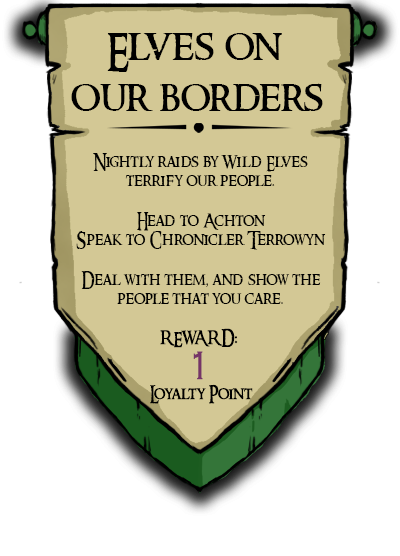 Elves on
our borders
Nightly raids by Wild Elves
terrify our people.
Head to Achton
Speak to Chronicler Terrowyn
Deal with them, and show the
people that you care.
Reward:
1
Loyalty Point